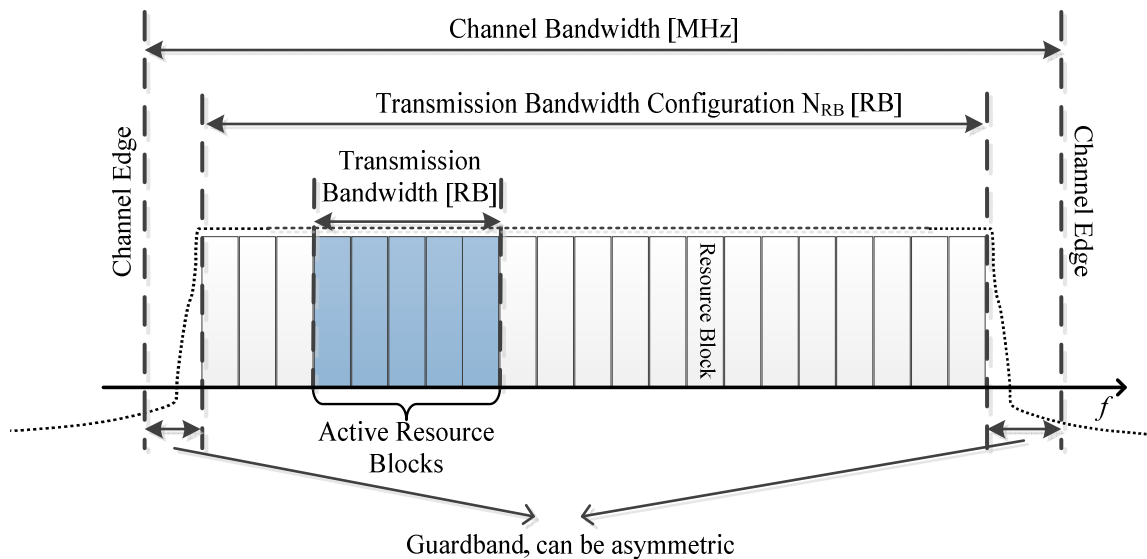 Channel Bandwidth [MHz]
Transmission Bandwidth Configuration NRB [RB]
Channel Edge
Channel Edge
Transmission
Bandwidth [RB]
Resource Block
f
Active Resource
Blocks
Guardband, can be asymmetric